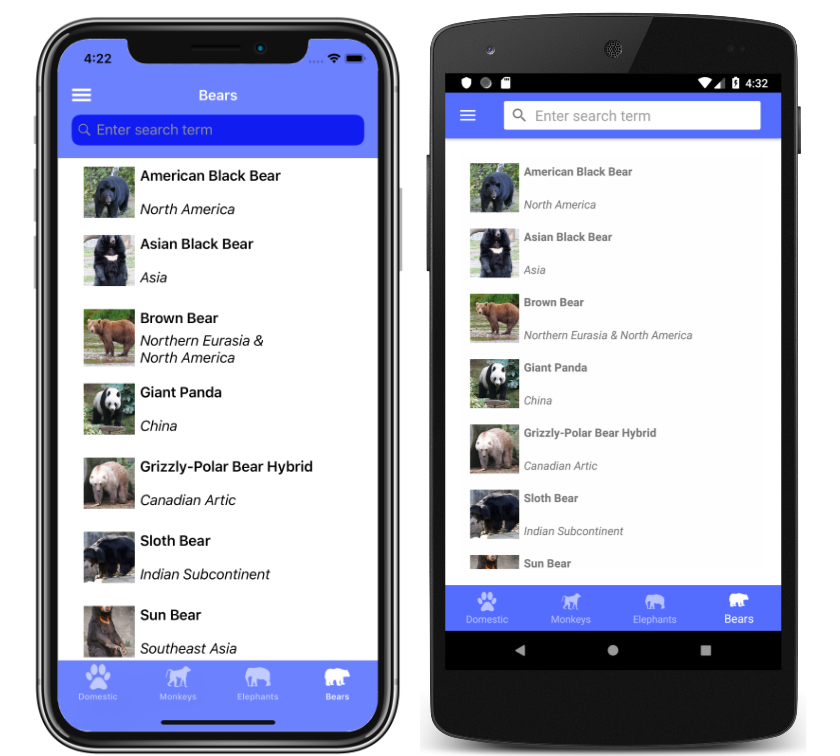 4:22
Bears
Enter search term
American Black Bear
North America
Asian Black Bear
Asia
Brown Bear
Northern Eurasia &
North America
Giant Panda
China
Grizzly-Polar Bear Hybrid
Canadian Artic
Sloth Bear
Indian Subcontinent
Sun Bear
Southeast Asia
Domestic
Monkeys
Elephants
Bears
4:32
Enter search term
American Black Bear
North America
Asian Black Bear
Asia
Brown Bear
Northern Eurasia & North America
Giant Panda
China
Grizzly-Polar Bear Hybrid
Canadian Artic
Sloth Bear
Indian Subcontinent
Sun Bear
Domestic
Monkeys
Elephants
Bears